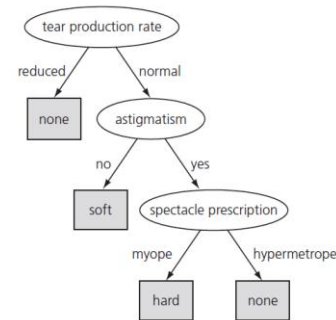 tear production rate
reduced
normal
none
astigmatism
no
yes
soft
spectacle prescription
myope
hypermetrope
hard
none